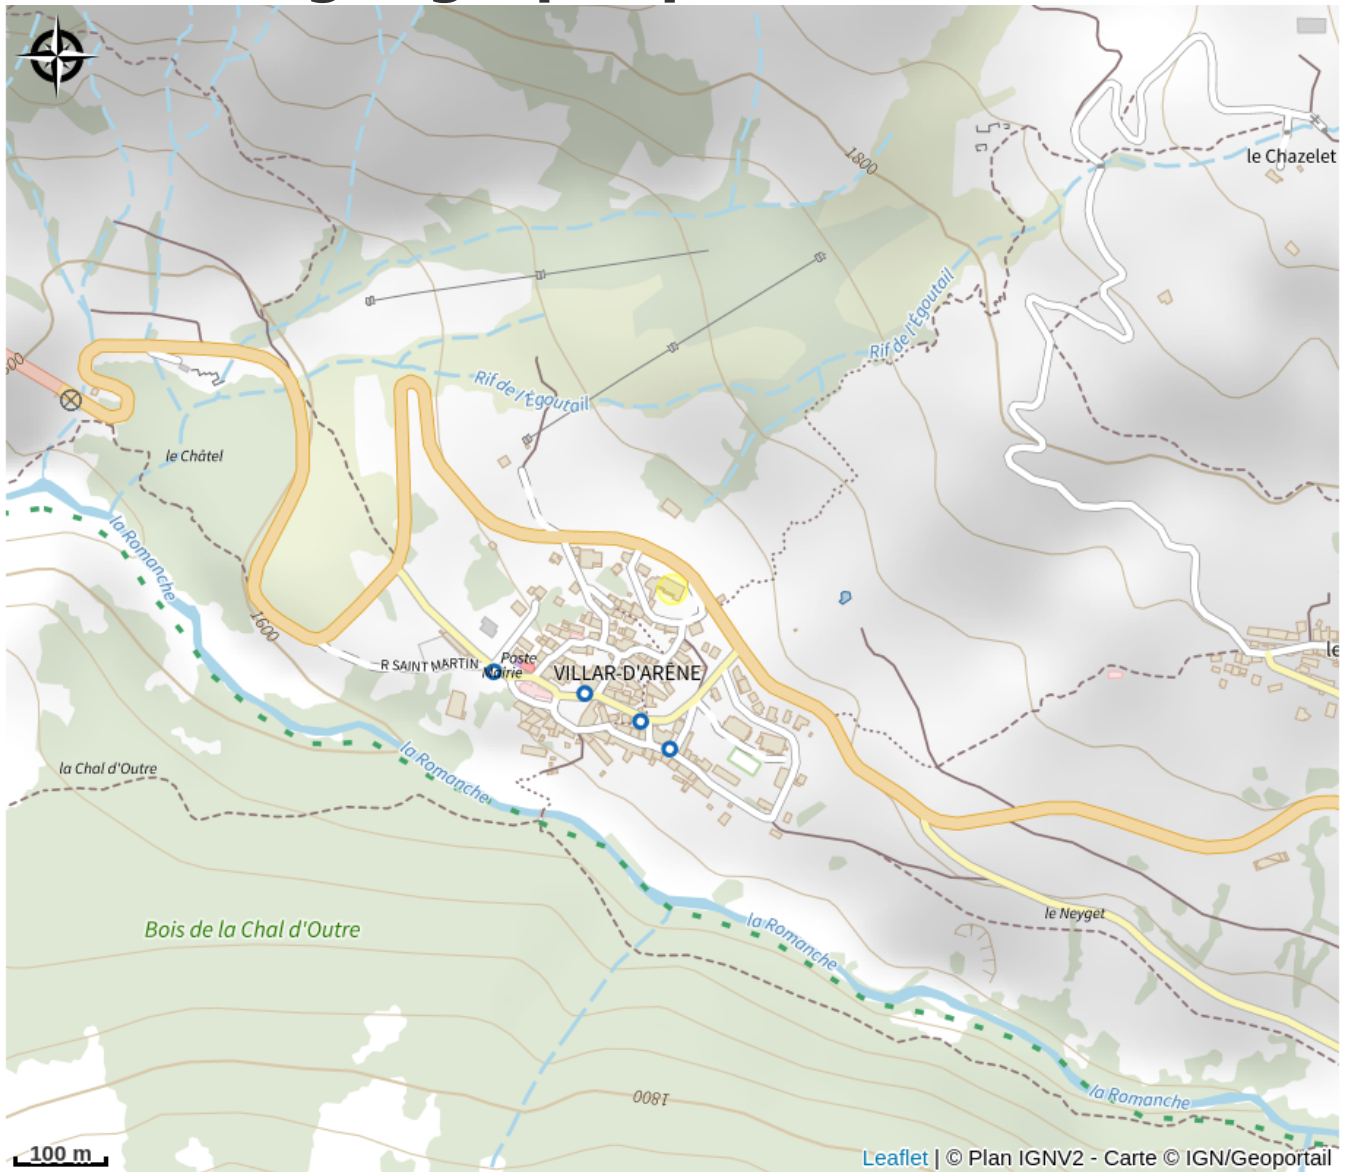 1800
le Chazelet
Rif de l'Égoutail
Rif de l'Égoutail
le Châtel
la Romanche
1600
R SAINT MARTIN
Poste
Mairie
VILLAR-D'ARÈNE
le
la Romanche
la Chal d'Outre
le Neyget
Bois de la Chal d'Outre
la Romanche
la Romanche
1800
100 m
Leaflet | © Plan IGNV2 - Carte © IGN/Geoportail